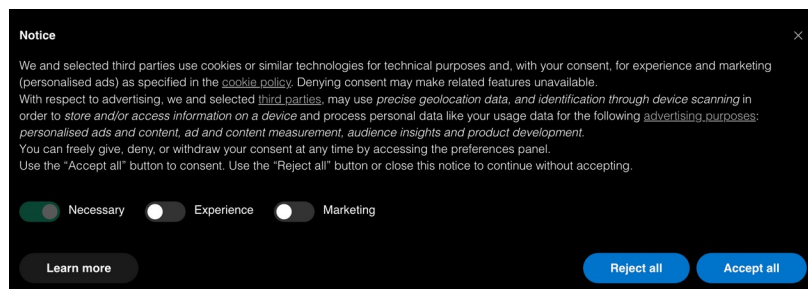 Notice
We and selected third parties use cookies or similar technologies for technical purposes and, with your consent, for experience and marketing
(personalised ads) as specified in the cookie policy. Denying consent may make related features unavailable.
With respect to advertising, we and selected third parties, may use precise geolocation data, and identification through device scanning in
order to store and/or access information on a device and process personal data like your usage data for the following advertising purposes:
personalised ads and content, ad and content measurement, audience insights and product development.
You can freely give, deny, or withdraw your consent at any time by accessing the preferences panel.
Use the “Accept all” button to consent. Use the “Reject all” button or close this notice to continue without accepting.
Necessary Experience Marketing
Learn more Reject all Accept all